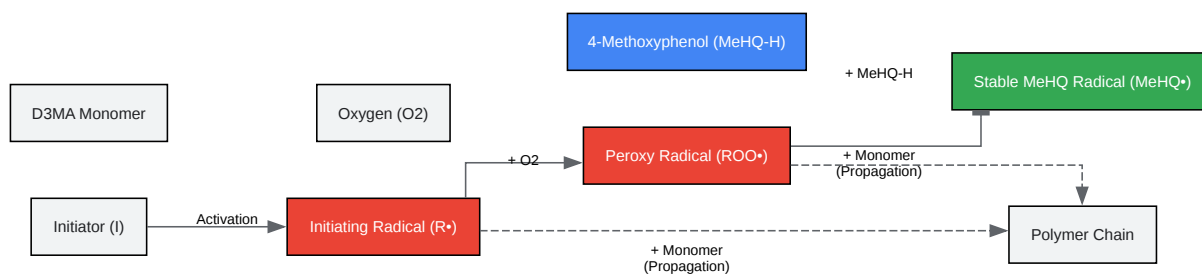 4-Methoxyphenol (MeHQ-H)
+ MeHQ-H
Stable MeHQ Radical (MeHQ•)
D3MA Monomer
Oxygen (O2)
+ O2
Peroxy Radical (ROO•)
+ Monomer
(Propagation)
Initiator (I)
Activation
Initiating Radical (R•)
+ Monomer
(Propagation)
Polymer Chain